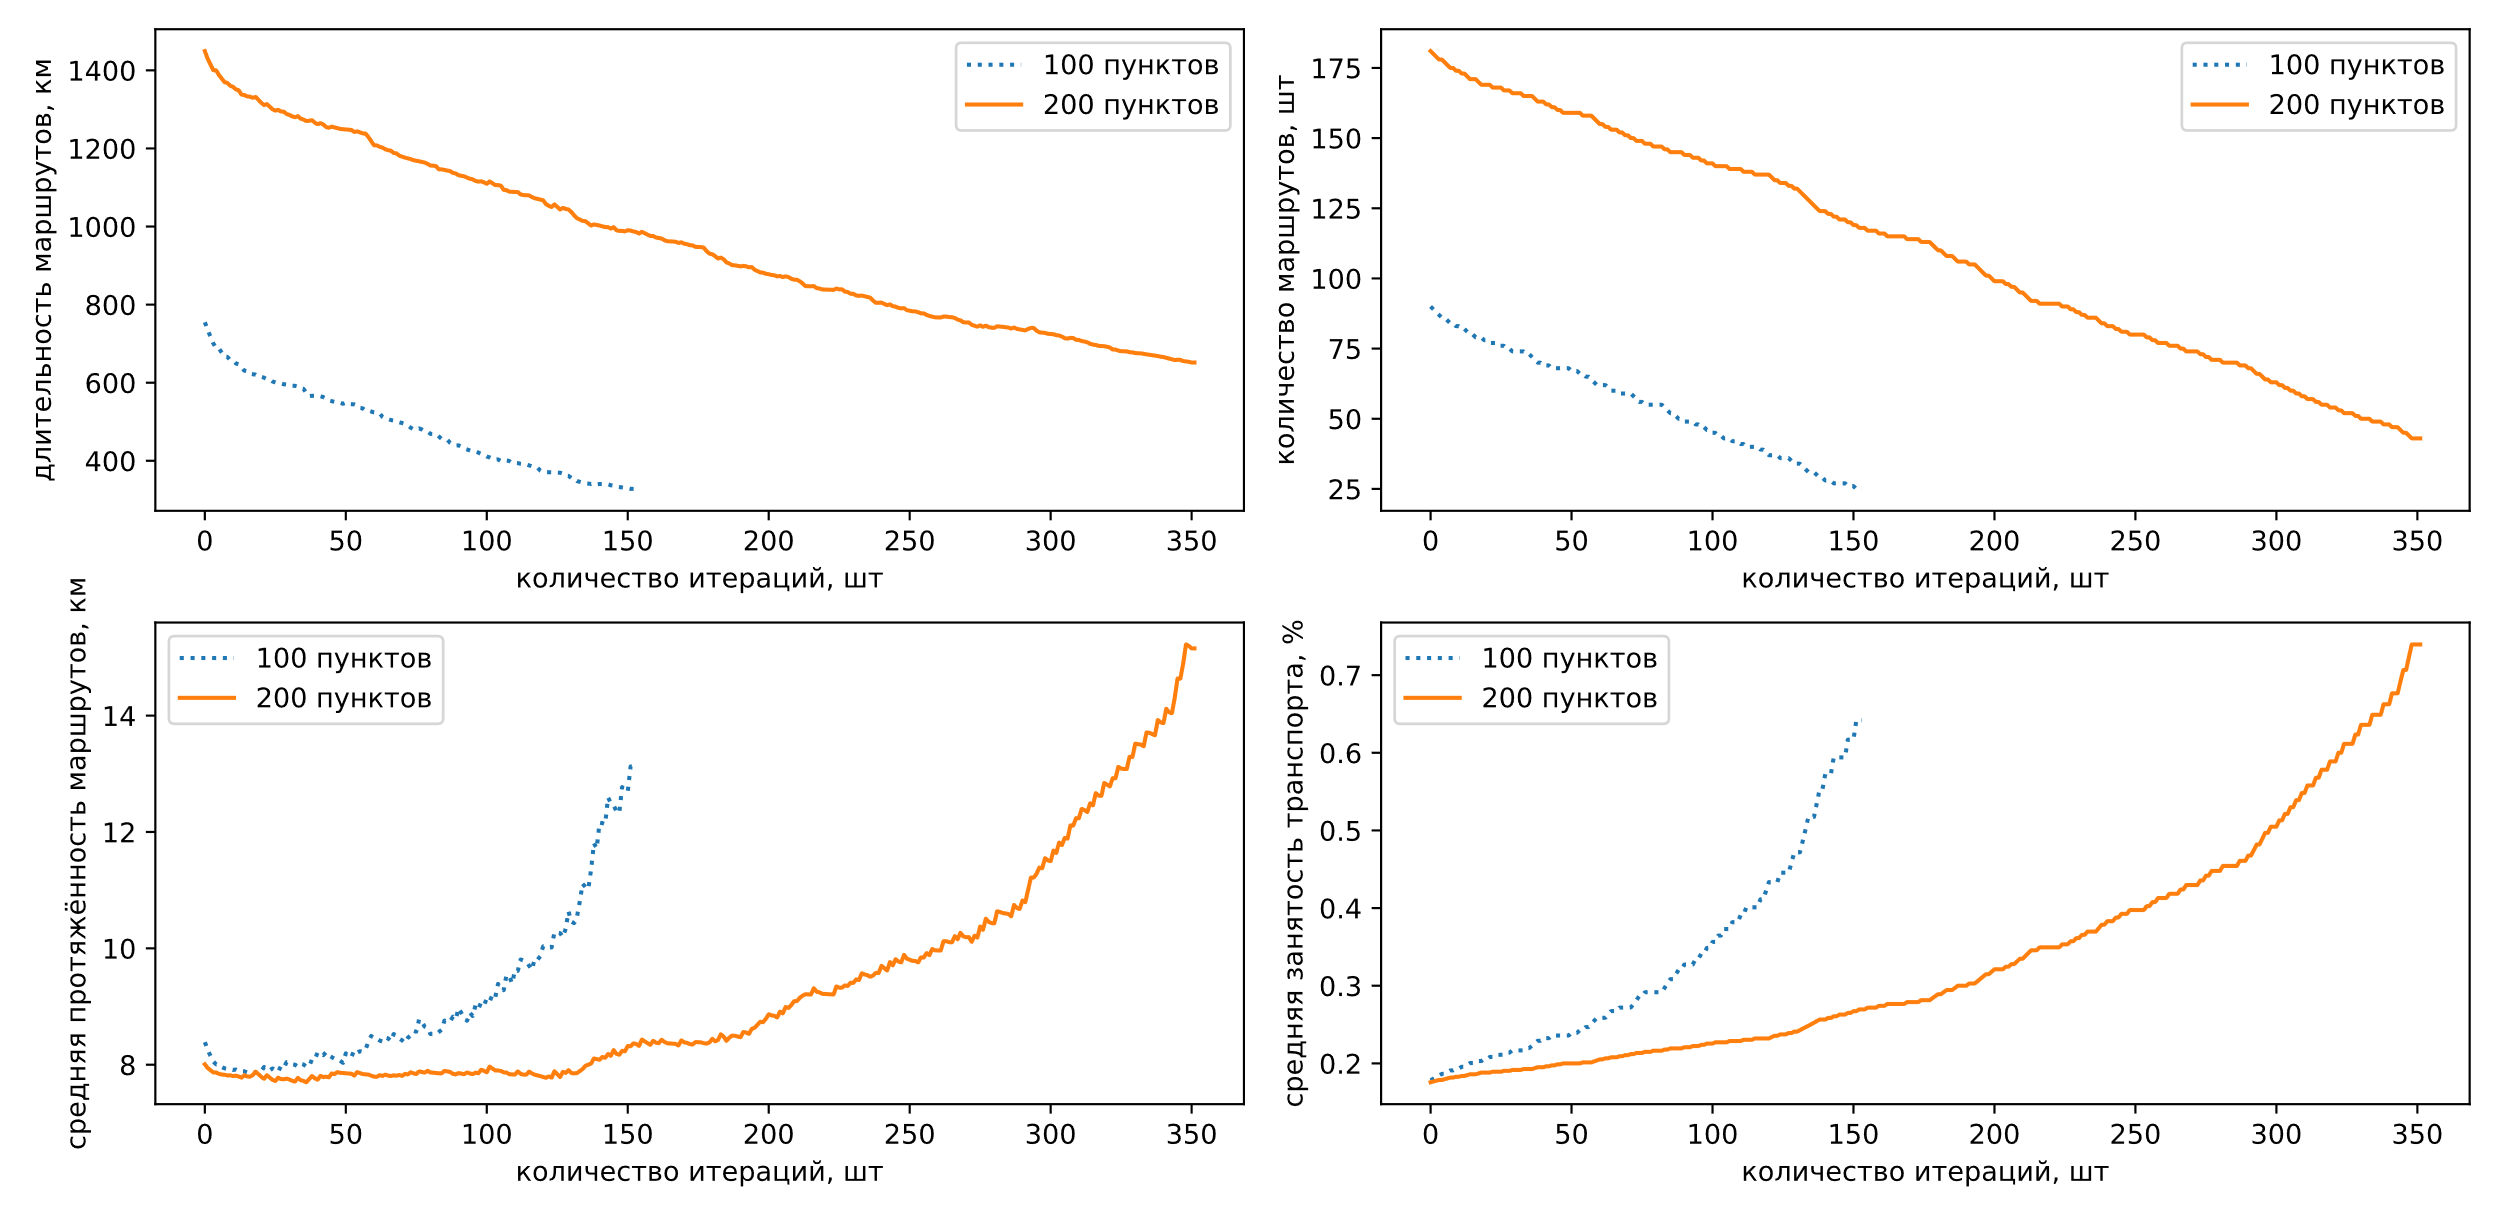 длительность маршрутов, км
1400
1200
1000
800
600
400
100 пунктов
200 пунктов
0 50 100 150 200 250 300 350
количество итераций, шт
количество маршрутов, шт
175
150
125
100
75
50
25
100 пунктов
200 пунктов
0 50 100 150 200 250 300 350
количество итераций, шт
средняя протяжённость маршрутов, км
14
12
10
8
100 пунктов
200 пунктов
0 50 100 150 200 250 300 350
количество итераций, шт
средняя занятость транспорта, %
0.7
0.6
0.5
0.4
0.3
0.2
100 пунктов
200 пунктов
0 50 100 150 200 250 300 350
количество итераций, шт